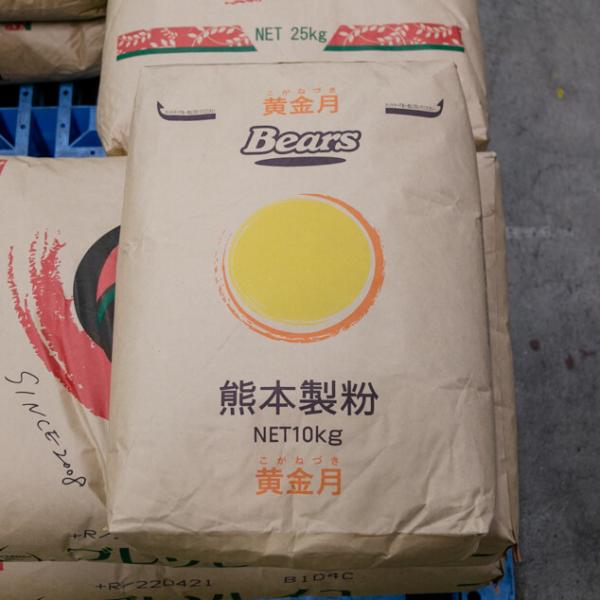 NET 25kg
こがねづき
黄金月
Bears
熊本製粉
NET10kg
こがねづき
黄金月
SINCE 2008
+R/220421 B1D4C